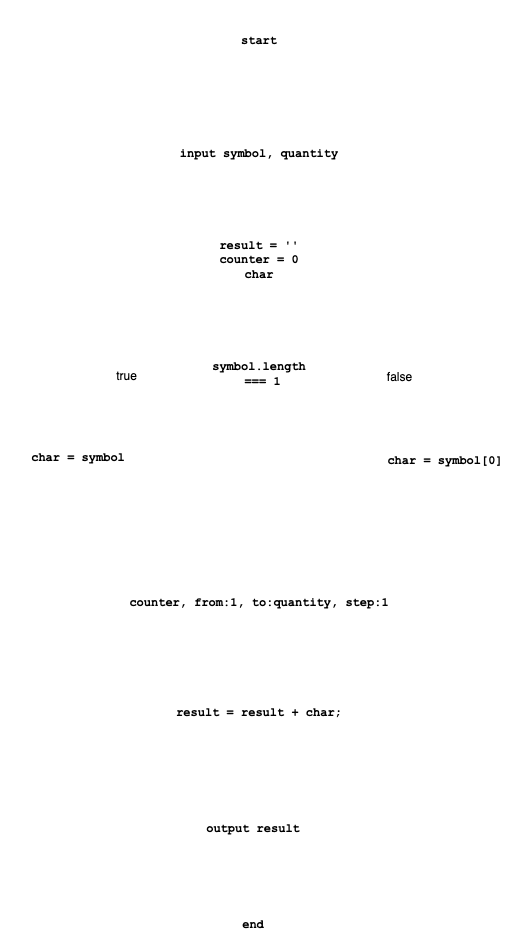 start
input symbol, quantity
result = ''
counter = 0
char
symbol.length
=== 1
true
false
char = symbol
char = symbol[0]
counter, from:1, to:quantity, step:1
result = result + char;
output result
end